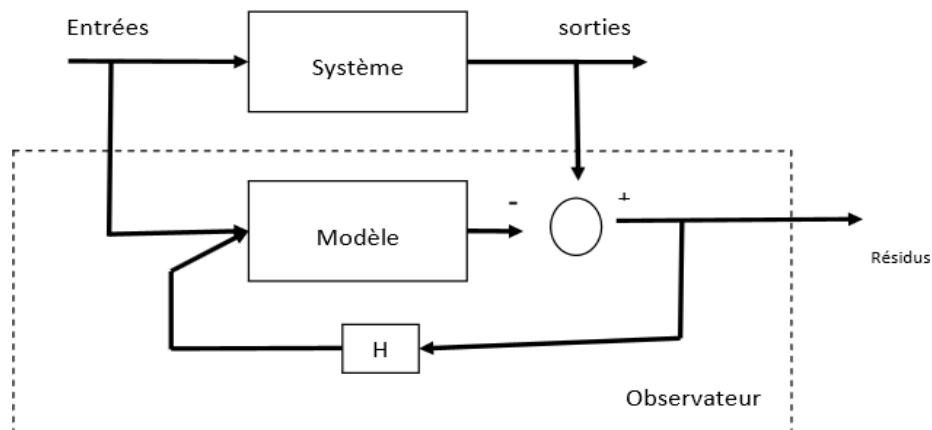 Entrées
sorties
Système
-
+
Modèle
Résidus
H
Observateur